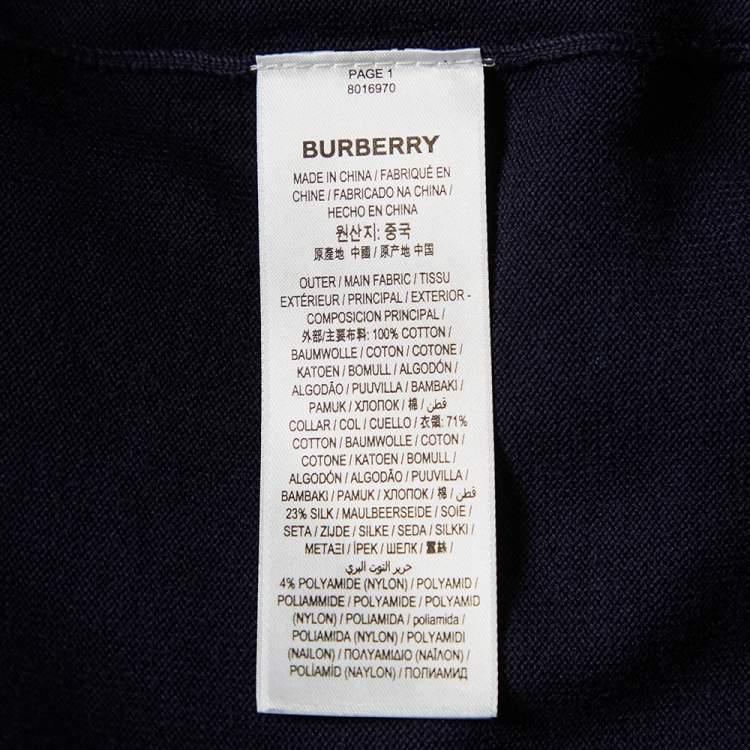 PAGE 1
8016970
BURBERRY
MADE IN CHINA / FABRIQUÉ EN
CHINE / FABRICADO NA CHINA /
HECHO EN CHINA
원산지: 중국
原產地 中國 / 原产地 中国
OUTER / MAIN FABRIC / TISSU
EXTÉRIEUR / PRINCIPAL / EXTERIOR -
COMPOSICION PRINCIPAL /
外部/主要布料: 100% COTTON /
BAUMWOLLE / COTON / COTONE /
KATOEN / BOMULL / ALGODÓN /
ALGODÃO / PUUVILLA / BAMBAKI /
PAMUK / ХЛОПОК / 棉 / قطن /
COLLAR / COL / CUELLO / 衣領: 71%
COTTON / BAUMWOLLE / COTON /
COTONE / KATOEN / BOMULL /
ALGODÓN / ALGODÃO / PUUVILLA /
BAMBAKI / PAMUK / ХЛОПОК / 棉 / قطن /
23% SILK / MAULBEERSEIDE / SOIE /
SETA / ZIJDE / SILKE / SEDA / SILKKI /
ΜΕΤΑΞΙ / İPEK / ШЕЛК / 蠶絲 /
حرير التوت البري
4% POLYAMIDE (NYLON) / POLYAMID /
POLIAMMIDE / POLYAMIDE / POLYAMID
(NYLON) / POLIAMIDA / poliamida /
POLIAMIDA (NYLON) / POLYAMIDI
(NAILON) / ΠΟΛΥΑΜΙΔΙΟ (ΝΑΪΛΟΝ) /
POLİAMİD (NAYLON) / ПОЛИАМИД